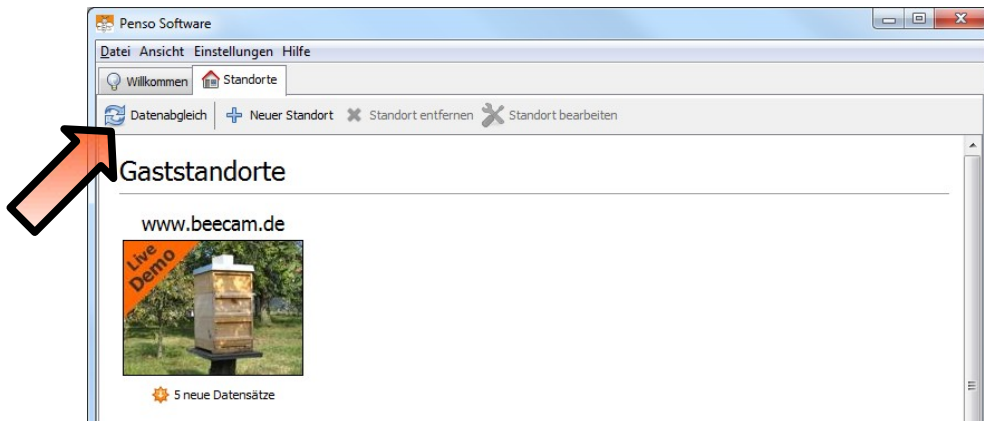 Penso Software
Datei Ansicht Einstellungen Hilfe
Willkommen Standorte
Datenabgleich Neuer Standort Standort entfernen Standort bearbeiten
Gaststandorte
www.beecam.de
Live
Demo
5 neue Datensätze